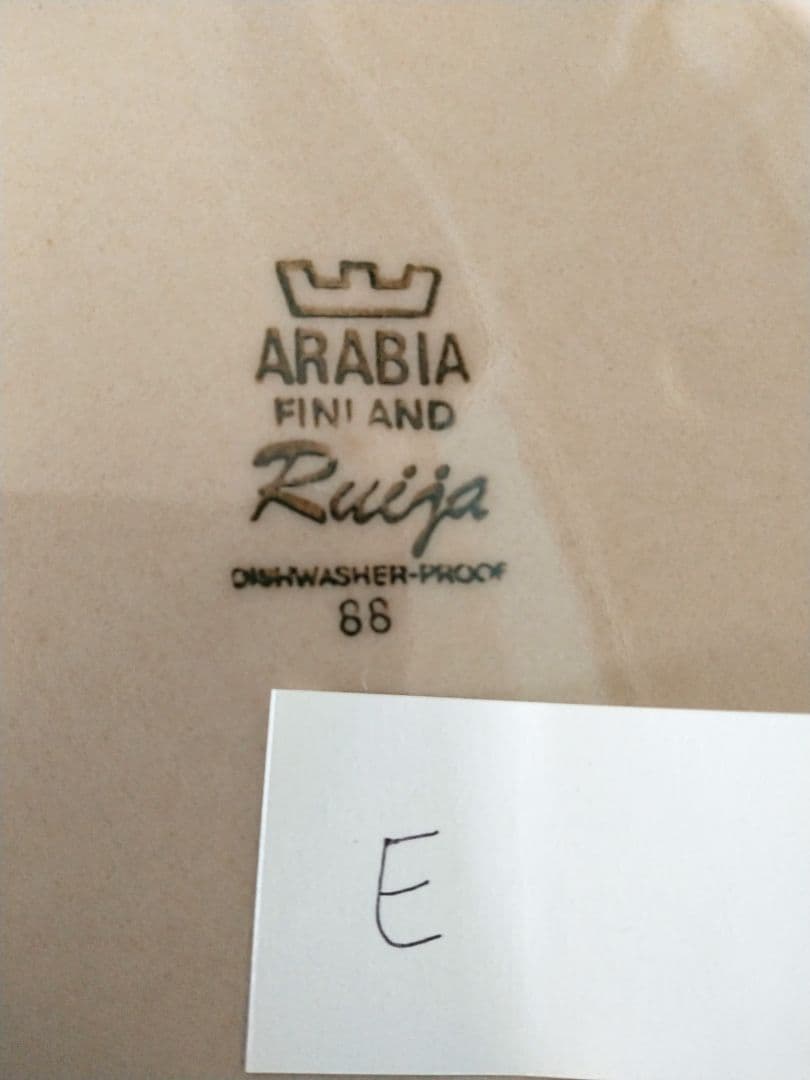 ARABIA
FINLAND
Ruija
DISHWASHER-PROOF
88
E